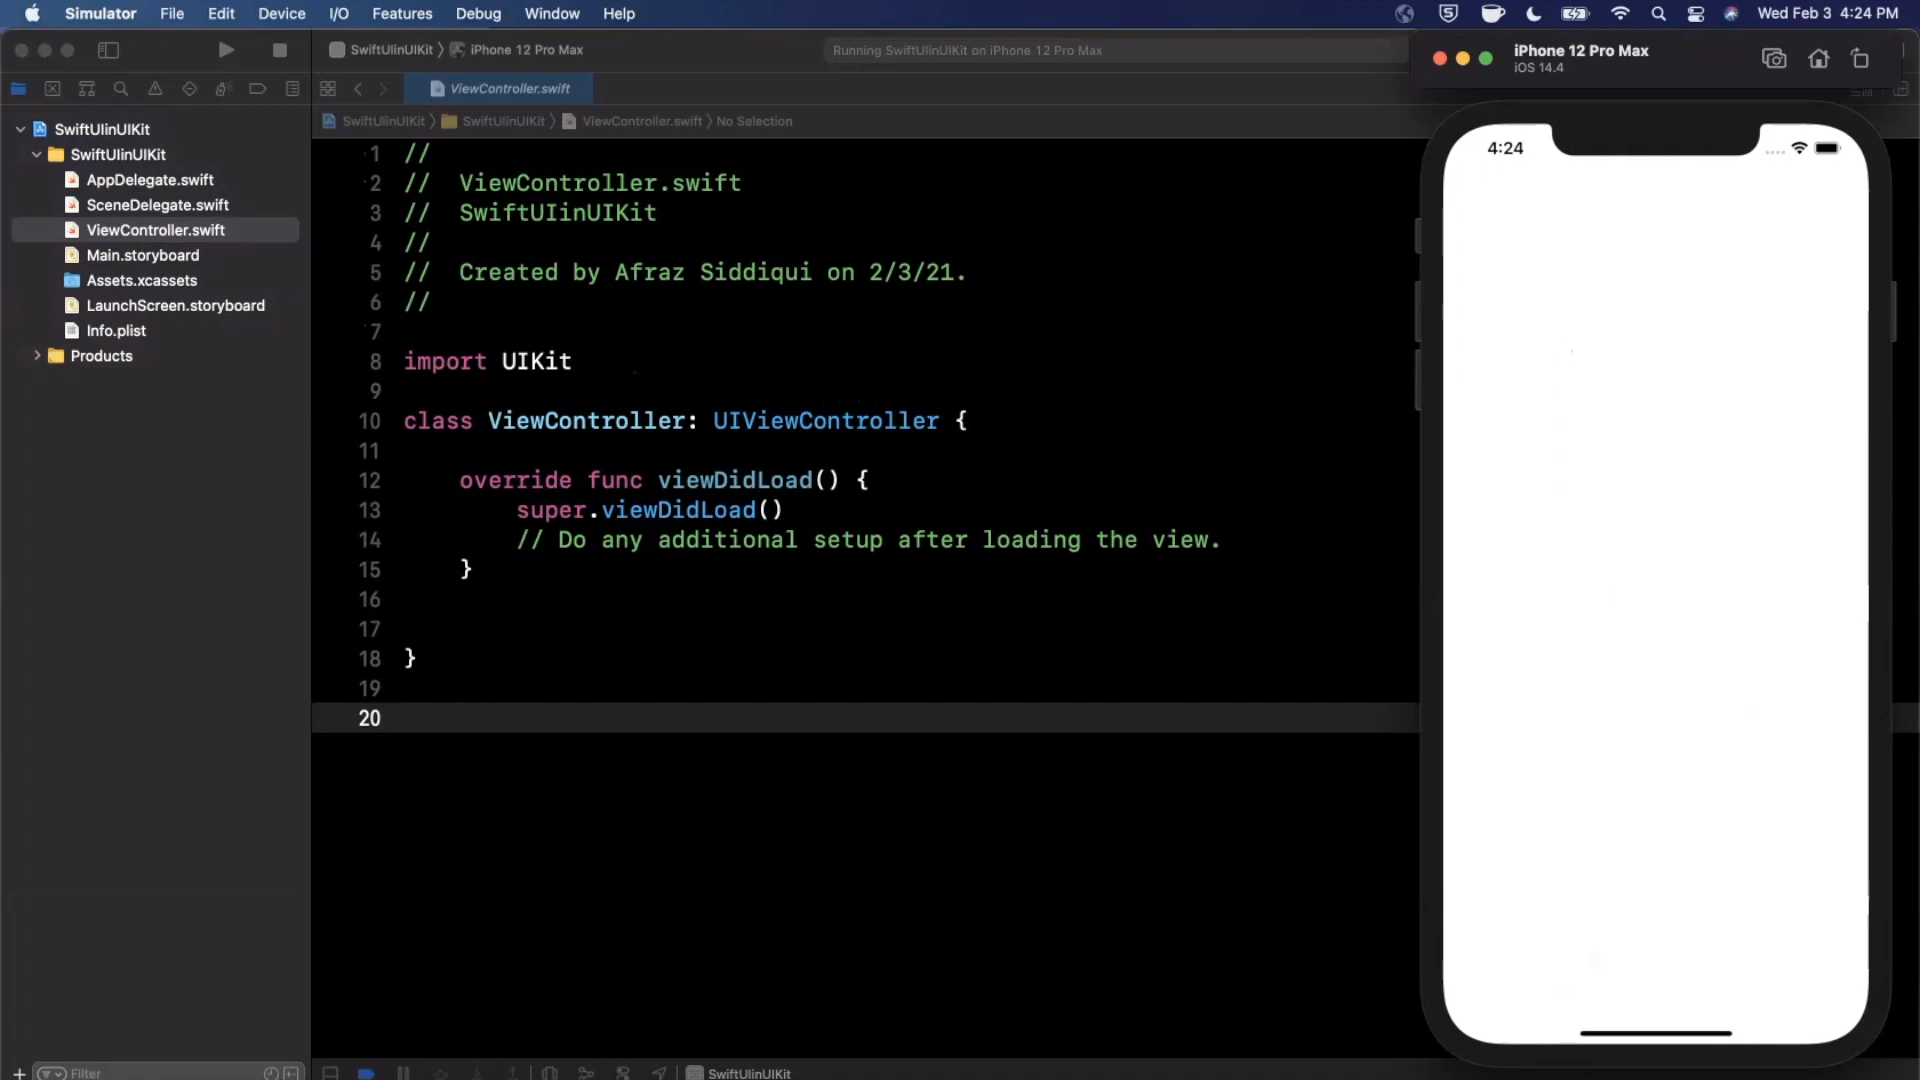 Simulator File Edit Device I/O Features Debug Window Help Wed Feb 3 4:24 PM
SwiftUIinUIKit iPhone 12 Pro Max Running SwiftUIinUIKit on iPhone 12 Pro Max
iPhone 12 Pro Max
iOS 14.4
ViewController.swift
SwiftUIinUIKit SwiftUIinUIKit ViewController.swift No Selection
SwiftUIinUIKit
SwiftUIinUIKit
AppDelegate.swift
SceneDelegate.swift
ViewController.swift
Main.storyboard
Assets.xcassets
LaunchScreen.storyboard
Info.plist
Products
1 //
2 // ViewController.swift
3 // SwiftUIinUIKit
4 //
5 // Created by Afraz Siddiqui on 2/3/21.
6 //
7
8 import UIKit
9
10 class ViewController: UIViewController {
11
12 override func viewDidLoad() {
13 super.viewDidLoad()
14 // Do any additional setup after loading the view.
15 }
16
17
18 }
19
20
4:24
Filter
SwiftUIinUIKit